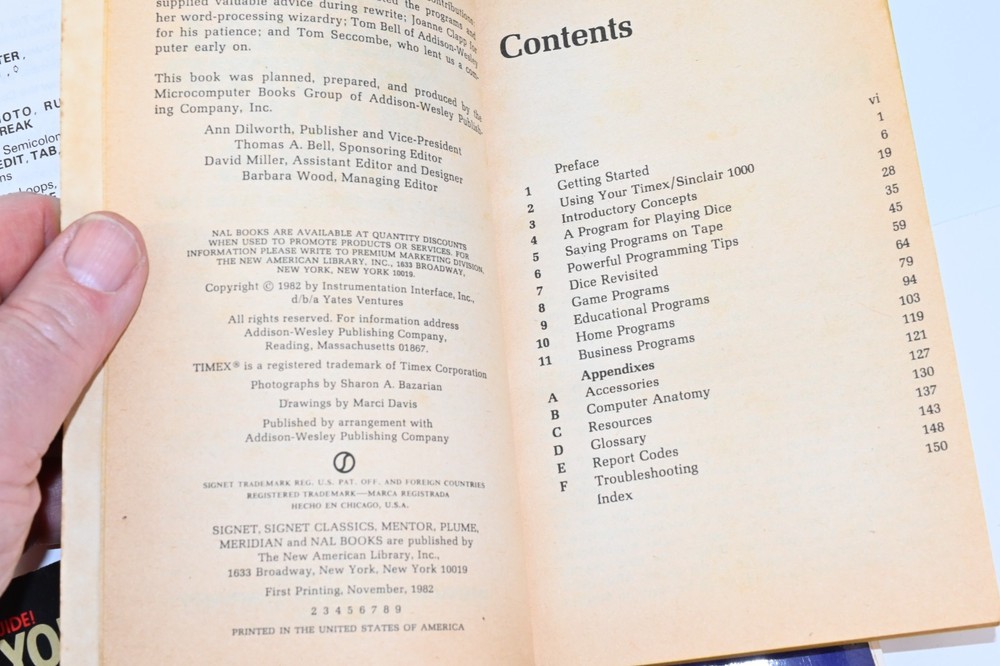 contributions
the programs and
supplied valuable advice during rewrite; Joanne Clapp for
her word-processing wizardry; Tom Bell of Addison-Wesley
for his patience; and Tom Seccombe, who lent us a com-
puter early on.
This book was planned, prepared, and produced by the
Microcomputer Books Group of Addison-Wesley Publish-
ing Company, Inc.
Ann Dilworth, Publisher and Vice-President
Thomas A. Bell, Sponsoring Editor
David Miller, Assistant Editor and Designer
Barbara Wood, Managing Editor
NAL BOOKS ARE AVAILABLE AT QUANTITY DISCOUNTS
WHEN USED TO PROMOTE PRODUCTS OR SERVICES. FOR
INFORMATION PLEASE WRITE TO PREMIUM MARKETING DIVISION,
THE NEW AMERICAN LIBRARY, INC., 1633 BROADWAY,
NEW YORK, NEW YORK 10019.
Copyright © 1982 by Instrumentation Interface, Inc.,
d/b/a Yates Ventures
All rights reserved. For information address
Addison-Wesley Publishing Company,
Reading, Massachusetts 01867.
TIMEX® is a registered trademark of Timex Corporation
Photographs by Sharon A. Bazarian
Drawings by Marci Davis
Published by arrangement with
Addison-Wesley Publishing Company
SIGNET TRADEMARK REG. U.S. PAT. OFF. AND FOREIGN COUNTRIES
REGISTERED TRADEMARK—MARCA REGISTRADA
HECHO EN CHICAGO, U.S.A.
SIGNET, SIGNET CLASSICS, MENTOR, PLUME,
MERIDIAN and NAL BOOKS are published by
The New American Library, Inc.,
1633 Broadway, New York, New York 10019
First Printing, November, 1982
2 3 4 5 6 7 8 9
PRINTED IN THE UNITED STATES OF AMERICA
Contents
Preface vi
1 Getting Started 1
2 Using Your Timex/Sinclair 1000 6
3 Introductory Concepts 19
4 A Program for Playing Dice 28
5 Saving Programs on Tape 35
6 Powerful Programming Tips 45
7 Dice Revisited 59
8 Game Programs 64
9 Educational Programs 79
10 Home Programs 94
11 Business Programs 103
Appendixes 119
A Accessories 121
B Computer Anatomy 127
C Resources 130
D Glossary 137
E Report Codes 143
F Troubleshooting 148
Index 150
Semicolon
EDIT, TAB,
Loops,